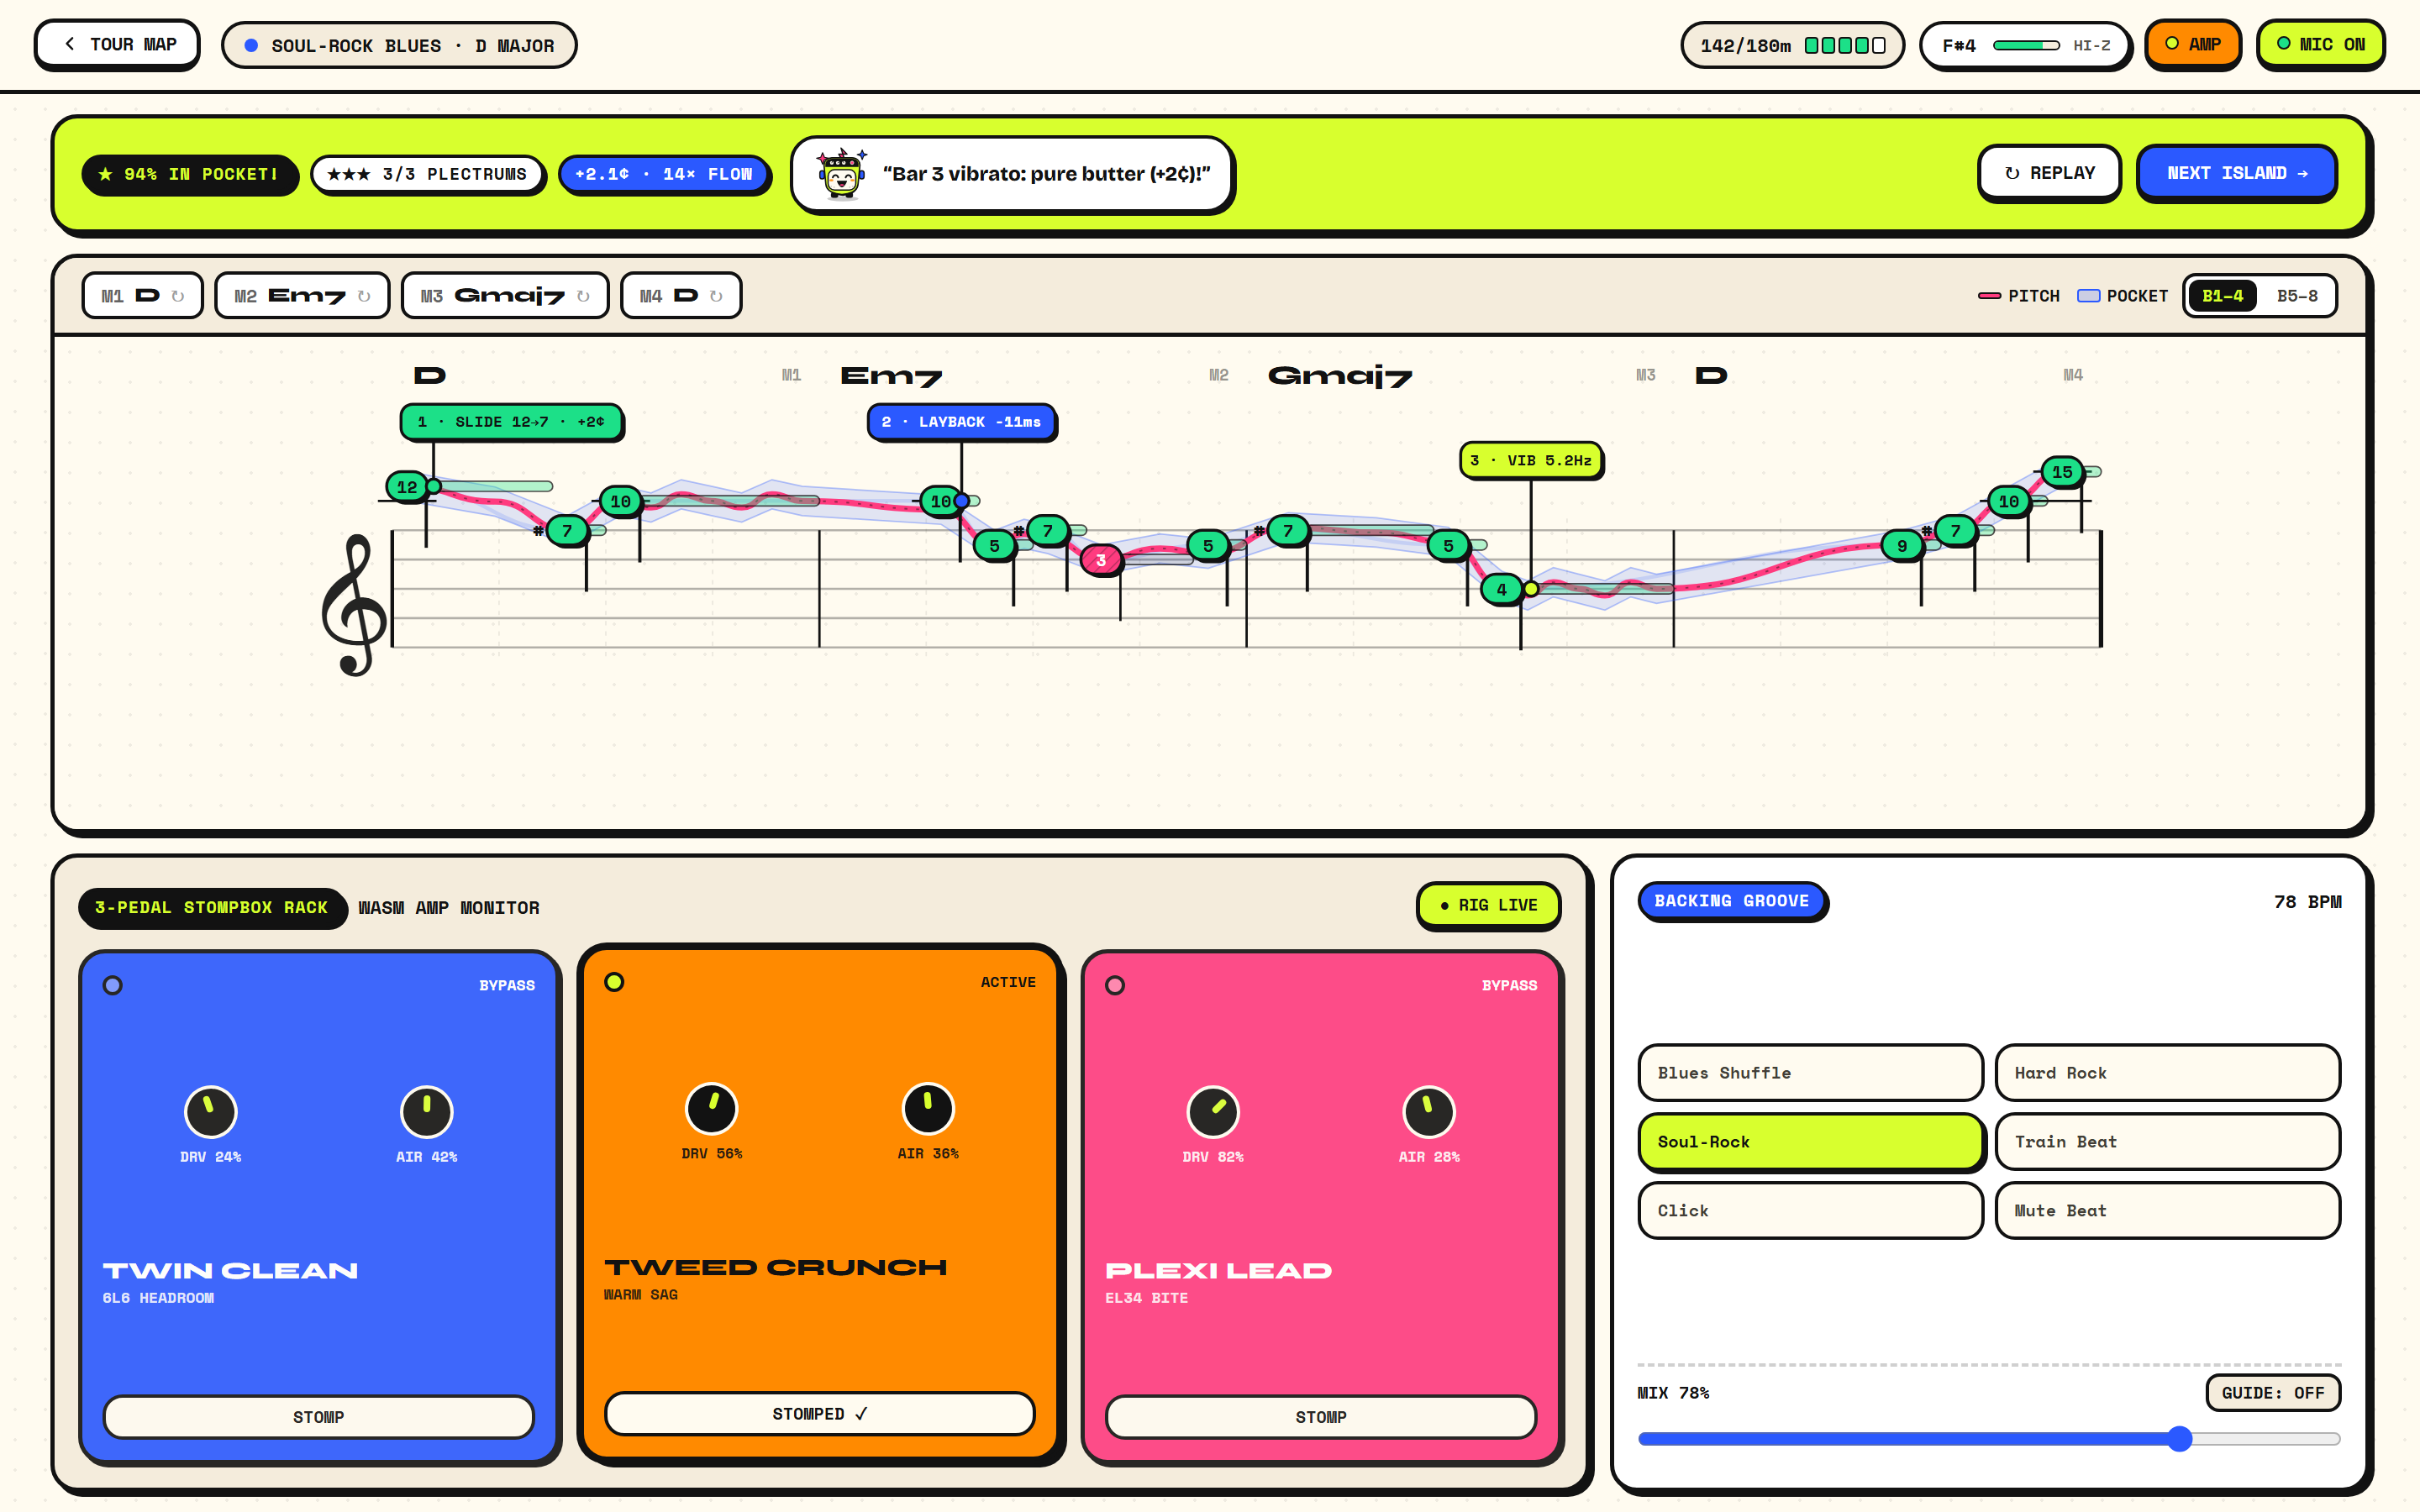 TOUR MAP
SOUL-ROCK BLUES · D MAJOR
142/180m
F#4
HI-Z
AMP
MIC ON
★ 94% IN POCKET!
★★★ 3/3 PLECTRUMS
+2.1¢ · 14× FLOW
“Bar 3 vibrato: pure butter (+2¢)!”
↻ REPLAY
NEXT ISLAND →
M1 D ↻
M2 Em7 ↻
M3 Gmaj7 ↻
M4 D ↻
PITCH
POCKET
B1–4
B5–8
D
M1
Em7
M2
Gmaj7
M3
D
M4
1 · SLIDE 12→7 · +2¢
2 · LAYBACK -11ms
3 · VIB 5.2Hz
12
#7
10
10
5
#7
3
5
#7
5
4
9
#7
10
15
3-PEDAL STOMPBOX RACK
WASM AMP MONITOR
● RIG LIVE
BYPASS
DRV 24%
AIR 42%
TWIN CLEAN
6L6 HEADROOM
STOMP
ACTIVE
DRV 56%
AIR 36%
TWEED CRUNCH
WARM SAG
STOMPED ✓
BYPASS
DRV 82%
AIR 28%
PLEXI LEAD
EL34 BITE
STOMP
BACKING GROOVE
78 BPM
Blues Shuffle
Hard Rock
Soul-Rock
Train Beat
Click
Mute Beat
MIX 78%
GUIDE: OFF